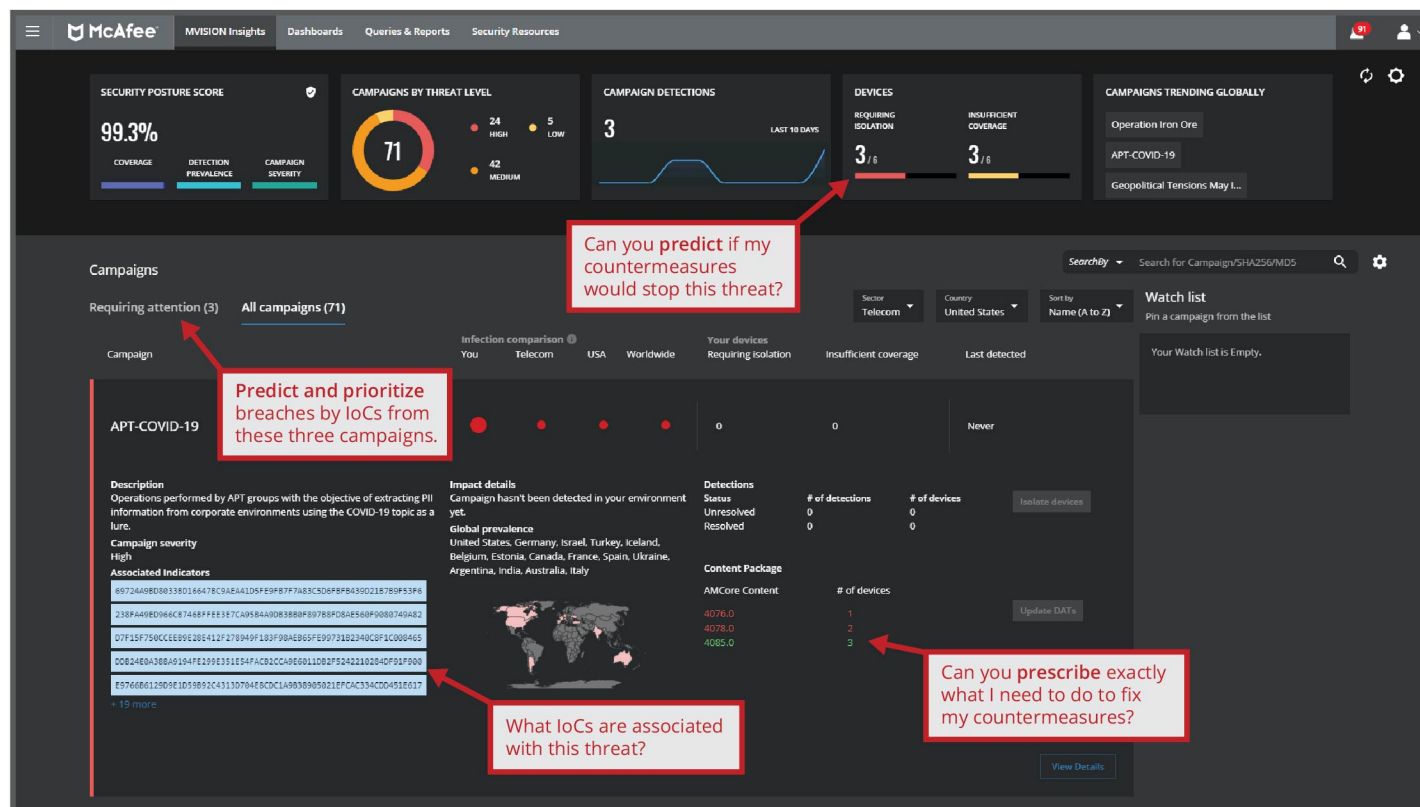 McAfee
MVISION Insights
Dashboards
Queries & Reports
Security Resources
91
SECURITY POSTURE SCORE
99.3%
COVERAGE
DETECTION
PREVALENCE
CAMPAIGN
SEVERITY
CAMPAIGNS BY THREAT LEVEL
71
24
HIGH
5
LOW
42
MEDIUM
CAMPAIGN DETECTIONS
3
LAST 10 DAYS
DEVICES
REQUIRING
ISOLATION
3/6
INSUFFICIENT
COVERAGE
3/6
CAMPAIGNS TRENDING GLOBALLY
Operation Iron Ore
APT-COVID-19
Geopolitical Tensions May I...
Can you predict if my
countermeasures
would stop this threat?
Campaigns
SearchBy
Search for Campaign/SHA256/MD5
Requiring attention (3)
All campaigns (71)
Sector
Telecom
Country
United States
Sort by
Name (A to Z)
Watch list
Pin a campaign from the list
Your Watch list is Empty.
Campaign
Infection comparison
You
Telecom
USA
Worldwide
Your devices
Requiring isolation
Insufficient coverage
Last detected
Predict and prioritize
breaches by IoCs from
these three campaigns.
APT-COVID-19
0
0
Never
Description
Operations performed by APT groups with the objective of extracting PII
information from corporate environments using the COVID-19 topic as a
lure.
Campaign severity
High
Associated Indicators
+ 19 more
Impact details
Campaign hasn't been detected in your environment
yet.
Global prevalence
United States, Germany, Israel, Turkey, Iceland,
Belgium, Estonia, Canada, France, Spain, Ukraine,
Argentina, India, Australia, Italy
Detections
Status
# of detections
# of devices
Unresolved
0
0
Resolved
0
0
Isolate devices
Content Package
AMCore Content
# of devices
4076.0
1
4078.0
2
4085.0
3
Update DATs
Can you prescribe exactly
what I need to do to fix
my countermeasures?
What IoCs are associated
with this threat?
View Details